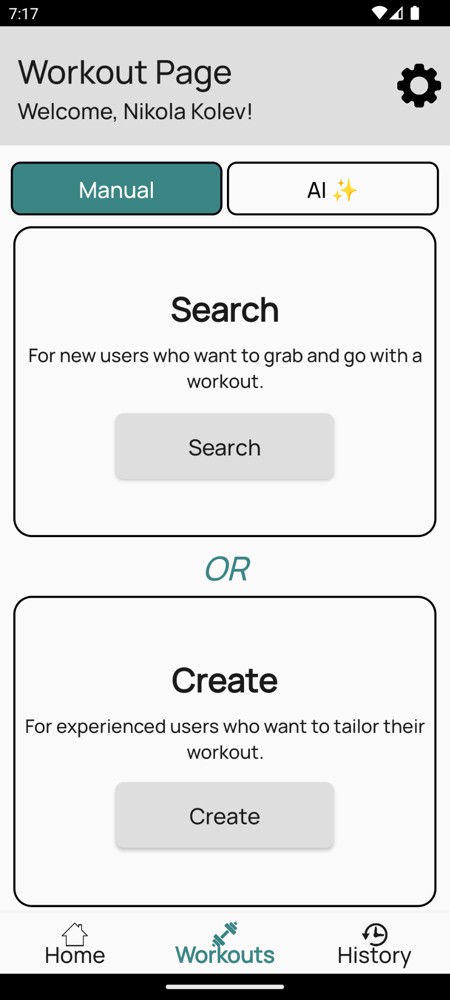 7:17
Workout Page
Welcome, Nikola Kolev!
Manual
AI ✨
Search
For new users who want to grab and go with a
workout.
Search
OR
Create
For experienced users who want to tailor their
workout.
Create
Home
Workouts
History